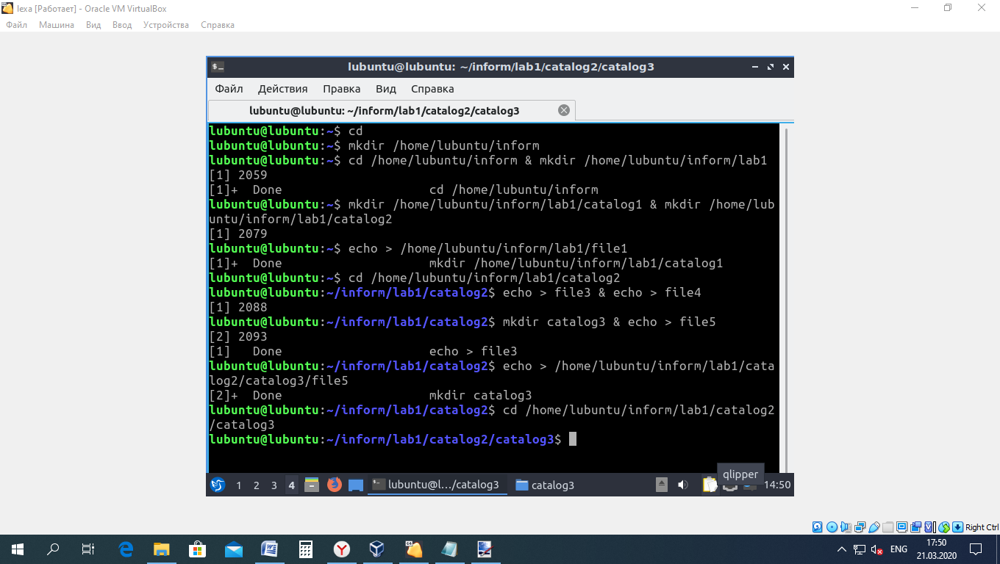 lexa [Работает] - Oracle VM VirtualBox
Файл Машина Вид Ввод Устройства Справка
lubuntu@lubuntu: ~/inform/lab1/catalog2/catalog3
Файл Действия Правка Вид Справка
lubuntu@lubuntu: ~/inform/lab1/catalog2/catalog3
lubuntu@lubuntu:~$ cd
lubuntu@lubuntu:~$ mkdir /home/lubuntu/inform
lubuntu@lubuntu:~$ cd /home/lubuntu/inform & mkdir /home/lubuntu/inform/lab1
[1] 2059
[1]+  Done                    cd /home/lubuntu/inform
lubuntu@lubuntu:~$ mkdir /home/lubuntu/inform/lab1/catalog1 & mkdir /home/lub
untu/inform/lab1/catalog2
[1] 2079
lubuntu@lubuntu:~$ echo > /home/lubuntu/inform/lab1/file1
[1]+  Done                    mkdir /home/lubuntu/inform/lab1/catalog1
lubuntu@lubuntu:~$ cd /home/lubuntu/inform/lab1/catalog2
lubuntu@lubuntu:~/inform/lab1/catalog2$ echo > file3 & echo > file4
[1] 2088
lubuntu@lubuntu:~/inform/lab1/catalog2$ mkdir catalog3 & echo > file5
[2] 2093
[1]   Done                    echo > file3
lubuntu@lubuntu:~/inform/lab1/catalog2$ echo > /home/lubuntu/inform/lab1/cata
log2/catalog3/file5
[2]+  Done                    mkdir catalog3
lubuntu@lubuntu:~/inform/lab1/catalog2$ cd /home/lubuntu/inform/lab1/catalog2
/catalog3
lubuntu@lubuntu:~/inform/lab1/catalog2/catalog3$
qlipper
1 2 3 4 lubuntu@l.../catalog3 catalog3 14:50
Right Ctrl
ENG 17:50
21.03.2020